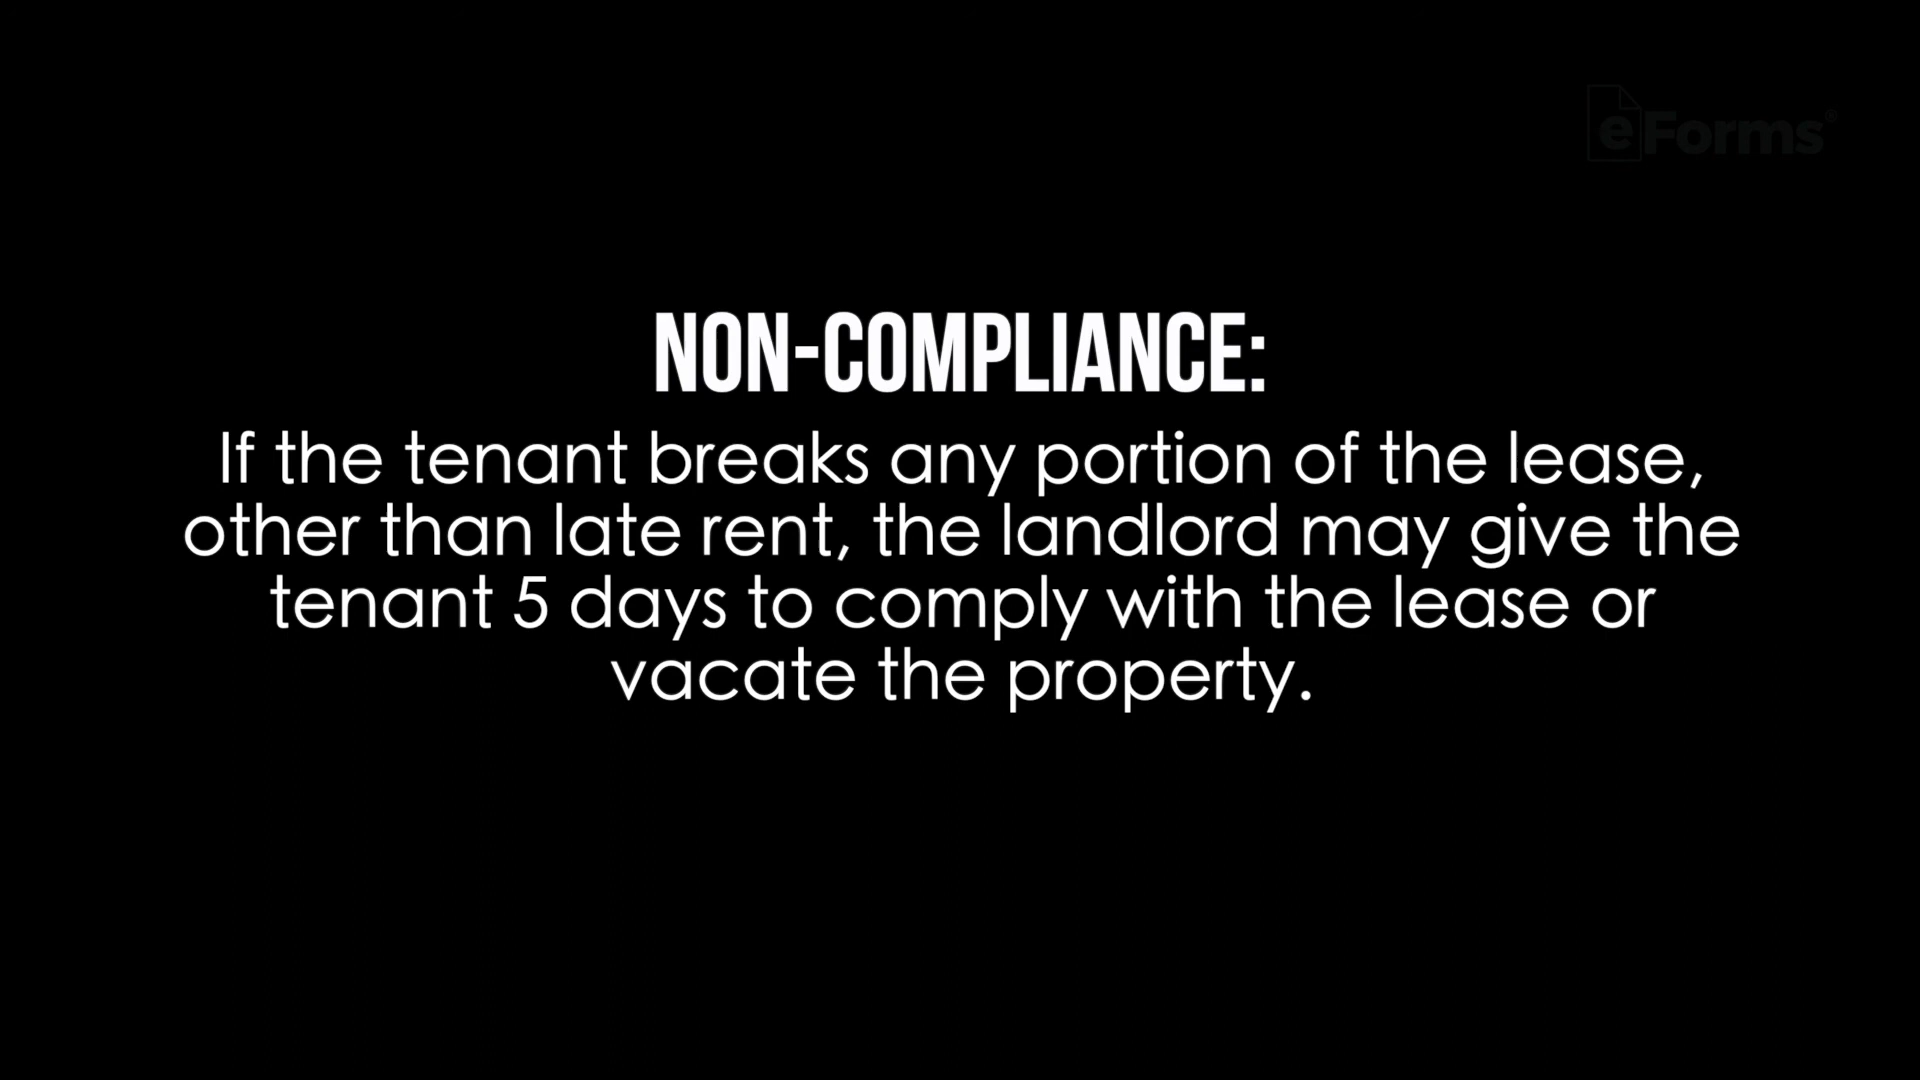 eForms®
NON-COMPLIANCE:
If the tenant breaks any portion of the lease,
other than late rent, the landlord may give the
tenant 5 days to comply with the lease or
vacate the property.